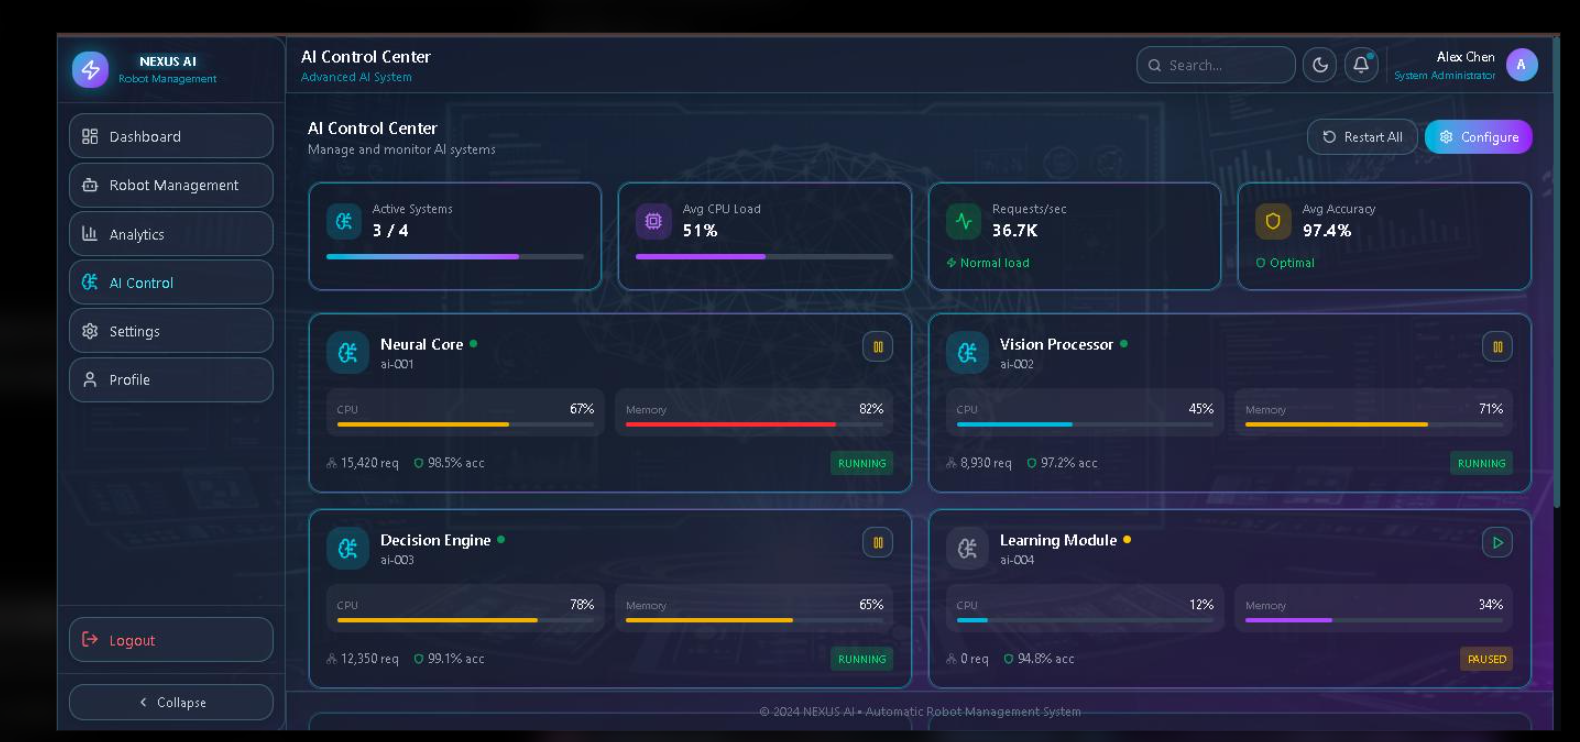 NEXUS AI
Robot Management
Dashboard
Robot Management
Analytics
AI Control
Settings
Profile
Logout
Collapse
AI Control Center
Advanced AI System
Search...
Alex Chen
System Administrator
A
AI Control Center
Manage and monitor AI systems
Restart All
Configure
Active Systems
3 / 4
Avg CPU Load
51%
Requests/sec
36.7K
Normal load
Avg Accuracy
97.4%
Optimal
Neural Core
ai-001
CPU 67%
Memory 82%
15,420 req 98.5% acc
RUNNING
Vision Processor
ai-002
CPU 45%
Memory 71%
8,930 req 97.2% acc
RUNNING
Decision Engine
ai-003
CPU 78%
Memory 65%
12,350 req 99.1% acc
RUNNING
Learning Module
ai-004
CPU 12%
Memory 34%
0 req 94.8% acc
PAUSED
© 2024 NEXUS AI • Automatic Robot Management System